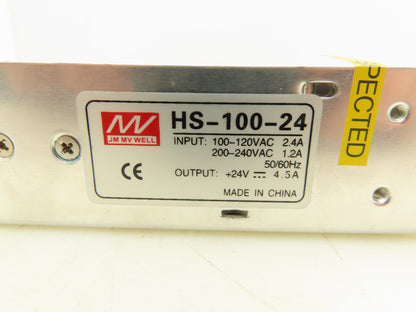 MW
JM MV WELL
HS-100-24
INPUT: 100-120VAC 2.4A
200-240VAC 1.2A
50/60Hz
OUTPUT: +24V⎓ 4.5A
CE
MADE IN CHINA
PECTED